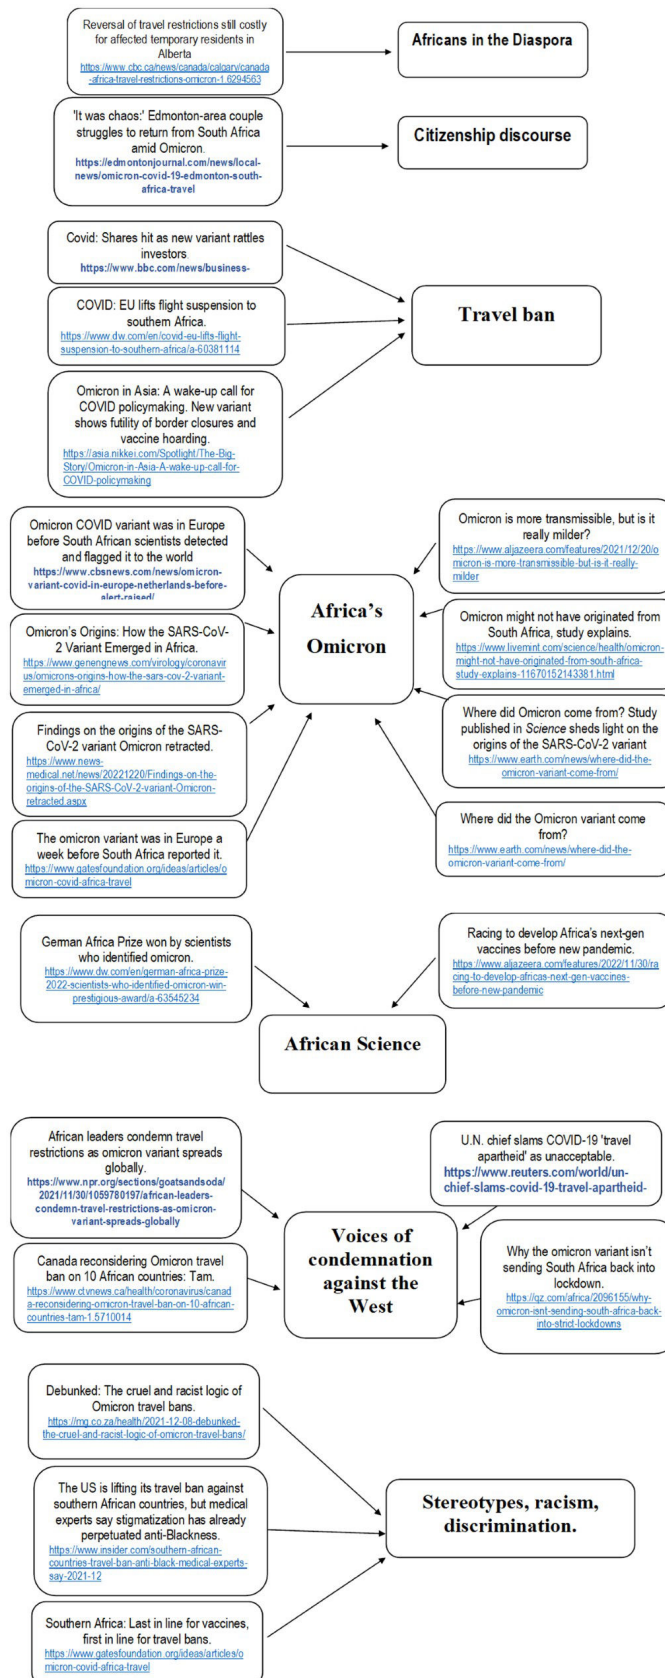 Reversal of travel restrictions still costly
for affected temporary residents in
Alberta
https://www.cbc.ca/news/canada/calgary/canada
-africa-travel-restrictions-omicron-1.6294563
Africans in the Diaspora
'It was chaos:' Edmonton-area couple
struggles to return from South Africa
amid Omicron.
https://edmontonjournal.com/news/local-
news/omicron-covid-19-edmonton-south-
africa-travel
Citizenship discourse
Covid: Shares hit as new variant rattles
investors
https://www.bbc.com/news/business-
COVID: EU lifts flight suspension to
southern Africa.
https://www.dw.com/en/covid-eu-lifts-flight-
suspension-to-southern-africa/a-60381114
Omicron in Asia: A wake-up call for
COVID policymaking. New variant
shows futility of border closures and
vaccine hoarding.
https://asia.nikkei.com/Spotlight/The-Big-
Story/Omicron-in-Asia-A-wake-up-call-for-
COVID-policymaking
Travel ban
Omicron COVID variant was in Europe
before South African scientists
detected and flagged it to the world
https://www.cbsnews.com/news/omicron-
variant-covid-in-europe-netherlands-before-
alert-raised/
Omicron's Origins: How the SARS-CoV-
2 Variant Emerged in Africa.
https://www.genengnews.com/virology/coronavir
us/omicrons-origins-how-the-sars-cov-2-variant-
emerged-in-africa/
Findings on the origins of the SARS-
CoV-2 variant Omicron retracted.
https://www.news-
medical.net/news/20221220/Findings-on-the-
origins-of-the-SARS-CoV-2-variant-Omicron-
retracted.aspx
The omicron variant was in Europe a
week before South Africa reported it.
https://www.gatesfoundation.org/ideas/articles/o
micron-covid-africa-travel
Africa's
Omicron
Omicron is more transmissible, but is it
really milder?
https://www.aljazeera.com/features/2021/12/20/o
micron-is-more-transmissible-but-is-it-really-
milder
Omicron might not have originated from
South Africa, study explains.
https://www.livemint.com/science/health/omicron-
might-not-have-originated-from-south-africa-
study-explains-11670152143381.html
Where did Omicron come from? Study
published in Science sheds light on the
origins of the SARS-CoV-2 variant
https://www.earth.com/news/where-did-the-
omicron-variant-come-from/
Where did the Omicron variant come
from?
https://www.earth.com/news/where-did-the-
omicron-variant-come-from/
German Africa Prize won by scientists
who identified omicron.
https://www.dw.com/en/german-africa-prize-
2022-scientists-who-identified-omicron-win-
prestigious-award/a-63545234
Racing to develop Africa's next-gen
vaccines before new pandemic.
https://www.aljazeera.com/features/2022/11/30/ra
cing-to-develop-africas-next-gen-vaccines-
before-new-pandemic
African Science
African leaders condemn travel
restrictions as omicron variant spreads
globally.
https://www.npr.org/sections/goatsandsoda/
2021/11/30/1059780197/african-leaders-
condemn-travel-restrictions-as-omicron-
variant-spreads-globally
Canada reconsidering Omicron travel
ban on 10 African countries: Tam.
https://www.ctvnews.ca/health/coronavirus/canad
a-reconsidering-omicron-travel-ban-on-10-african-
countries-tam-1.5710014
Voices of
condemnation
against the
West
U.N. chief slams COVID-19 'travel
apartheid' as unacceptable.
https://www.reuters.com/world/un-
chief-slams-covid-19-travel-apartheid-
Why the omicron variant isn't
sending South Africa back into
lockdown.
https://qz.com/africa/2096155/why-
omicron-isnt-sending-south-africa-back-
into-strict-lockdowns
Debunked: The cruel and racist logic of
Omicron travel bans.
https://mg.co.za/health/2021-12-08-debunked-
the-cruel-and-racist-logic-of-omicron-travel-bans/
The US is lifting its travel ban against
southern African countries, but medical
experts say stigmatization has already
perpetuated anti-Blackness.
https://www.insider.com/southern-african-
countries-travel-ban-anti-black-medical-experts-
say-2021-12
Southern Africa: Last in line for vaccines,
first in line for travel bans.
https://www.gatesfoundation.org/ideas/articles/o
micron-covid-africa-travel
Stereotypes, racism,
discrimination.